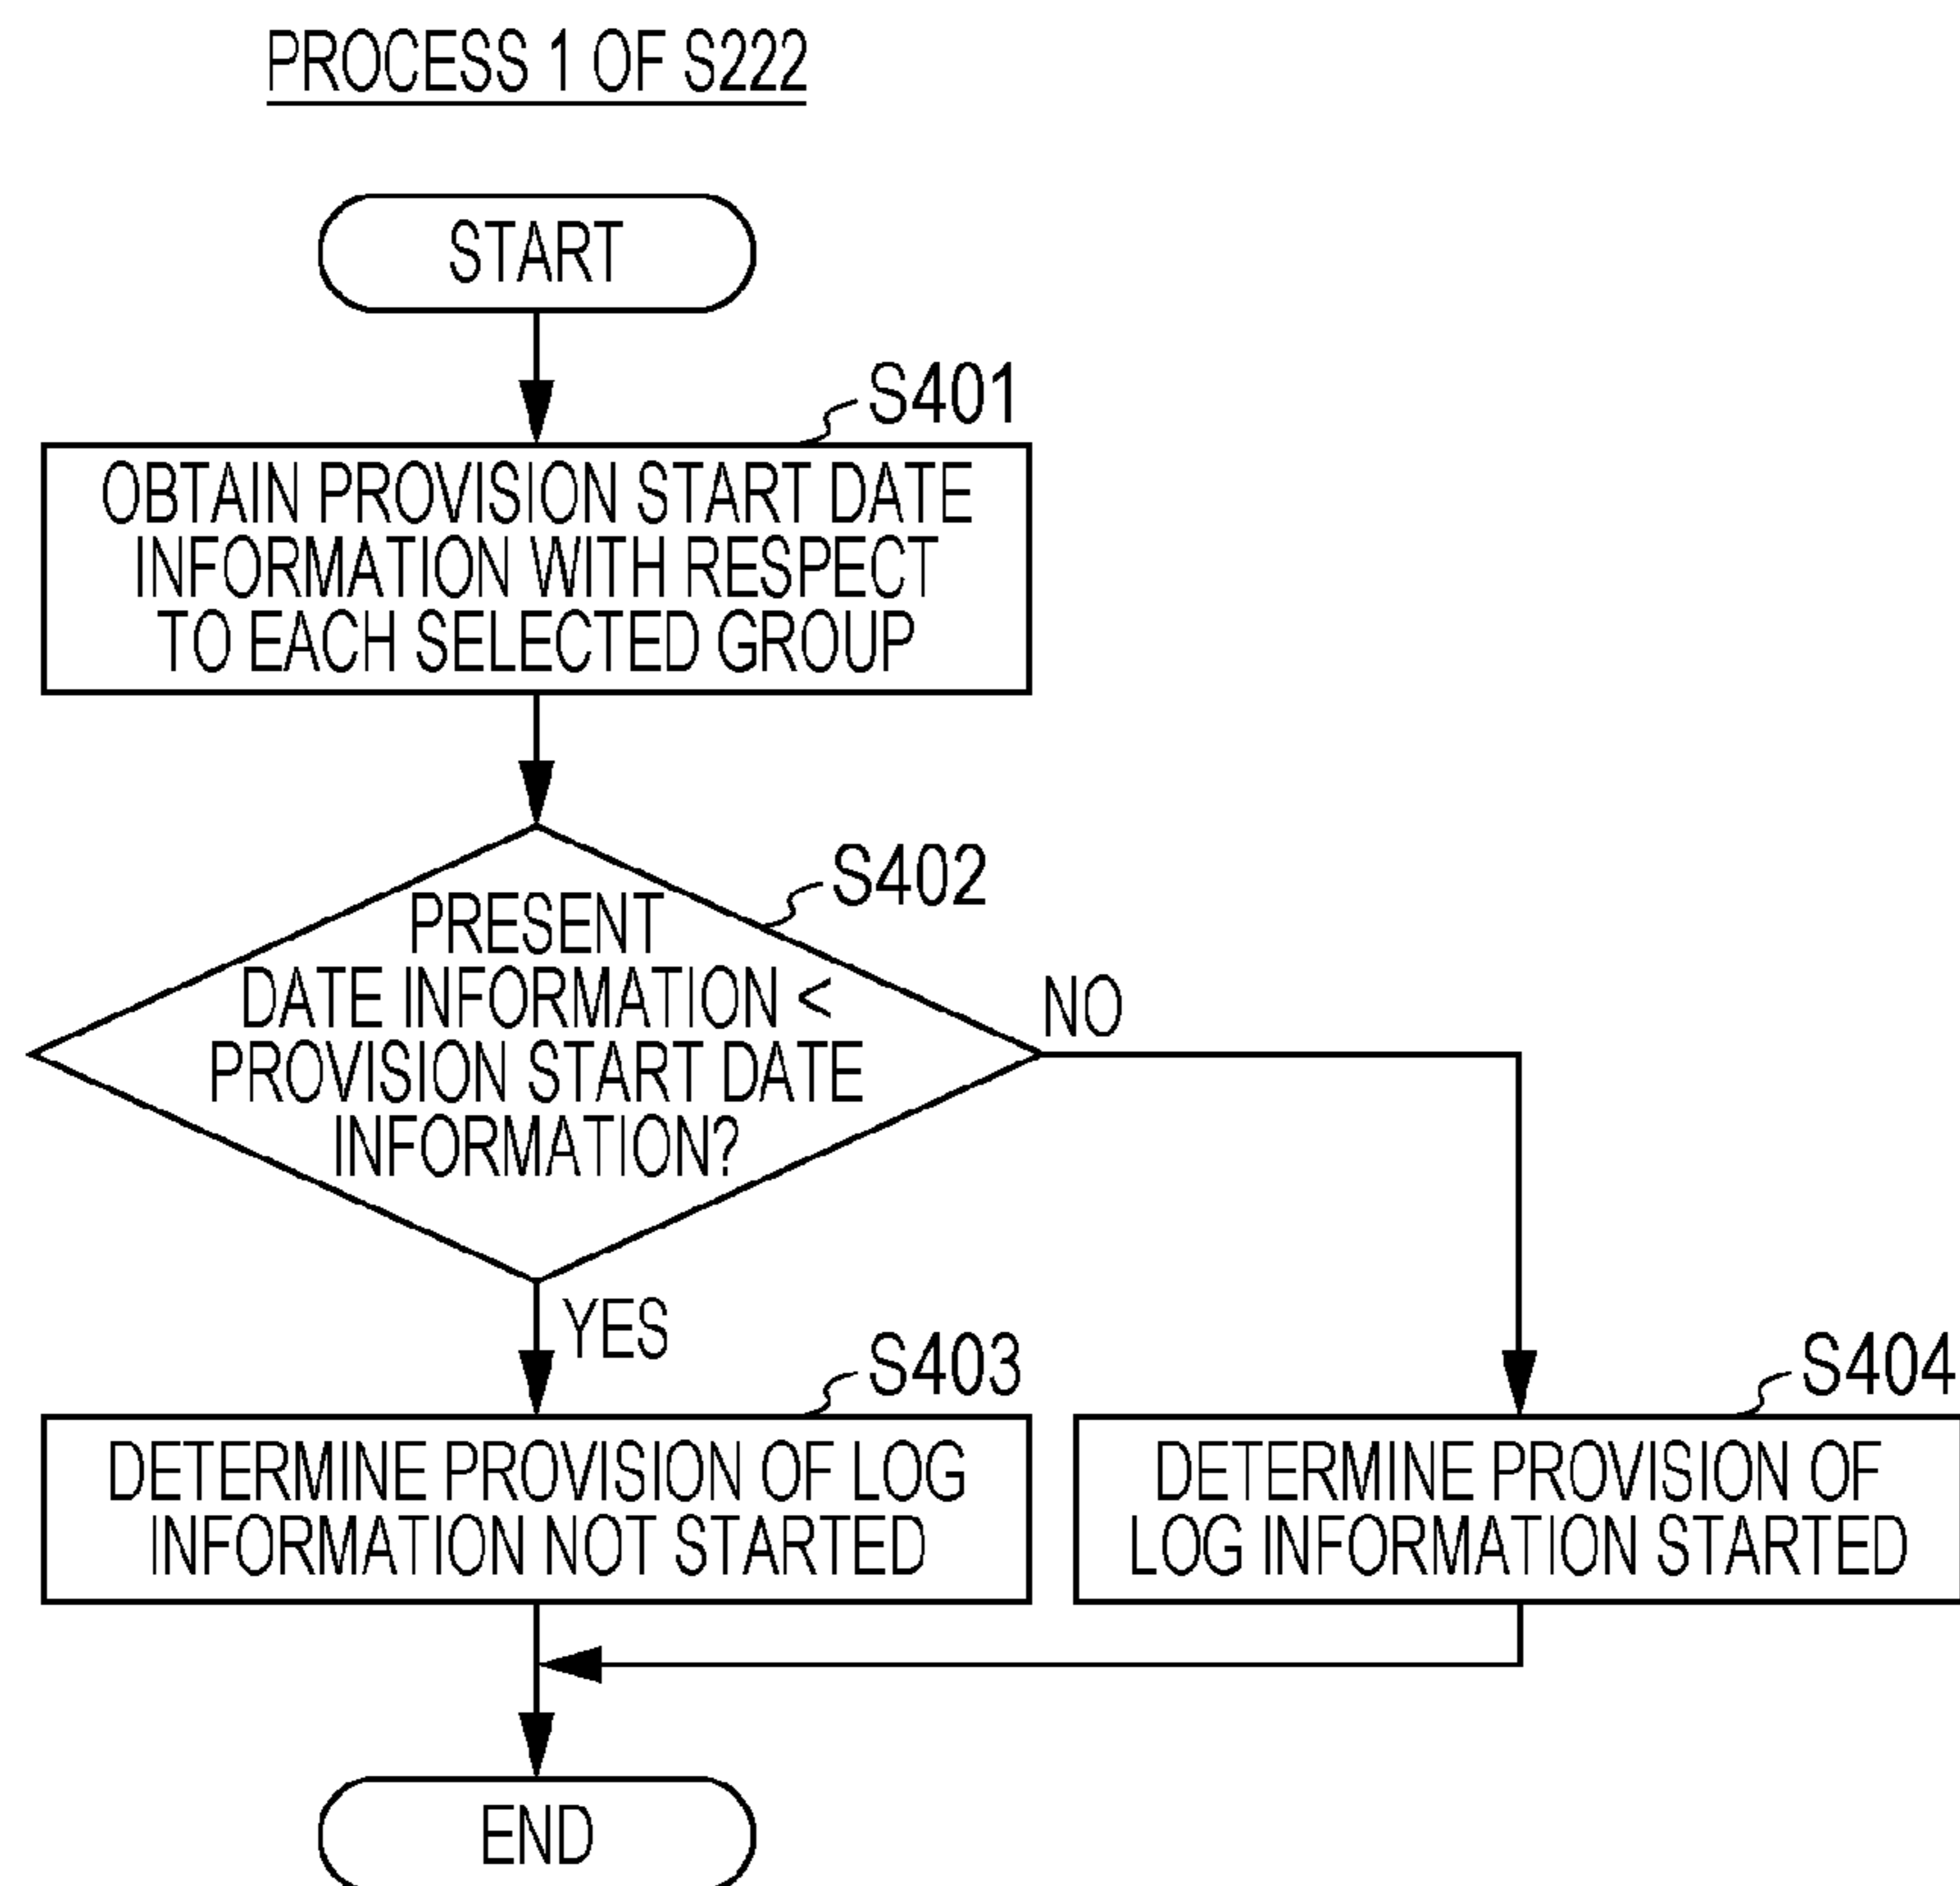 PROCESS 1 OF S222
START
S401
OBTAIN PROVISION START DATE
INFORMATION WITH RESPECT
TO EACH SELECTED GROUP
S402
PRESENT
DATE INFORMATION <
PROVISION START DATE
INFORMATION?
NO
YES
S403
DETERMINE PROVISION OF LOG
INFORMATION NOT STARTED
S404
DETERMINE PROVISION OF
LOG INFORMATION STARTED
END